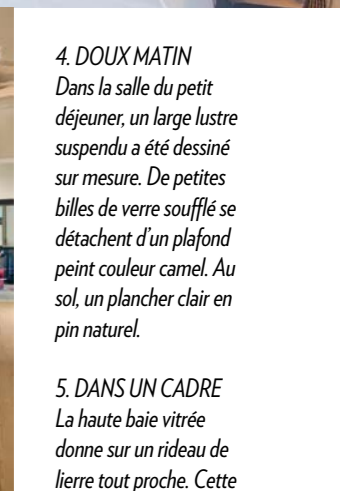 4. DOUX MATIN
Dans la salle du petit
déjeuner, un large lustre
suspendu a été dessiné
sur mesure. De petites
billes de verre soufflé se
détachent d’un plafond
peint couleur camel. Au
sol, un plancher clair en
pin naturel.

5. DANS UN CADRE
La haute baie vitrée
donne sur un rideau de
lierre tout proche. Cette